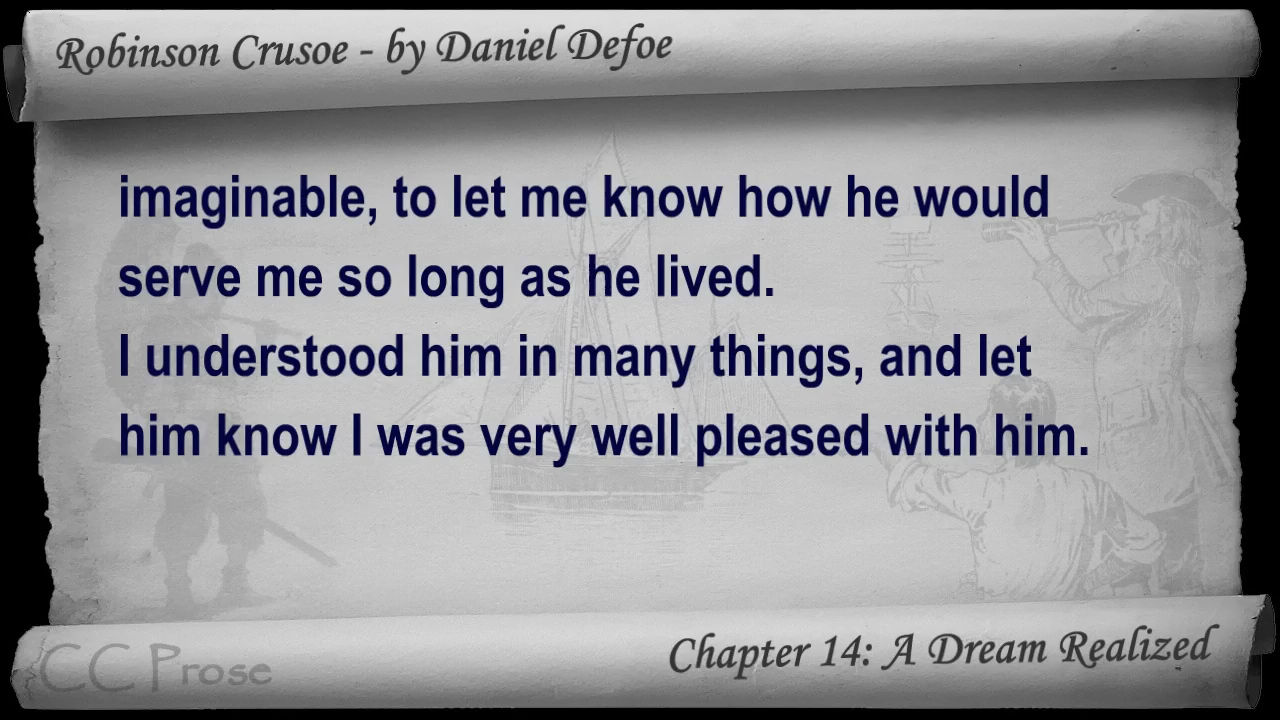 Robinson Crusoe - by Daniel Defoe
imaginable, to let me know how he would
serve me so long as he lived.
I understood him in many things, and let
him know I was very well pleased with him.
CC Prose
Chapter 14: A Dream Realized